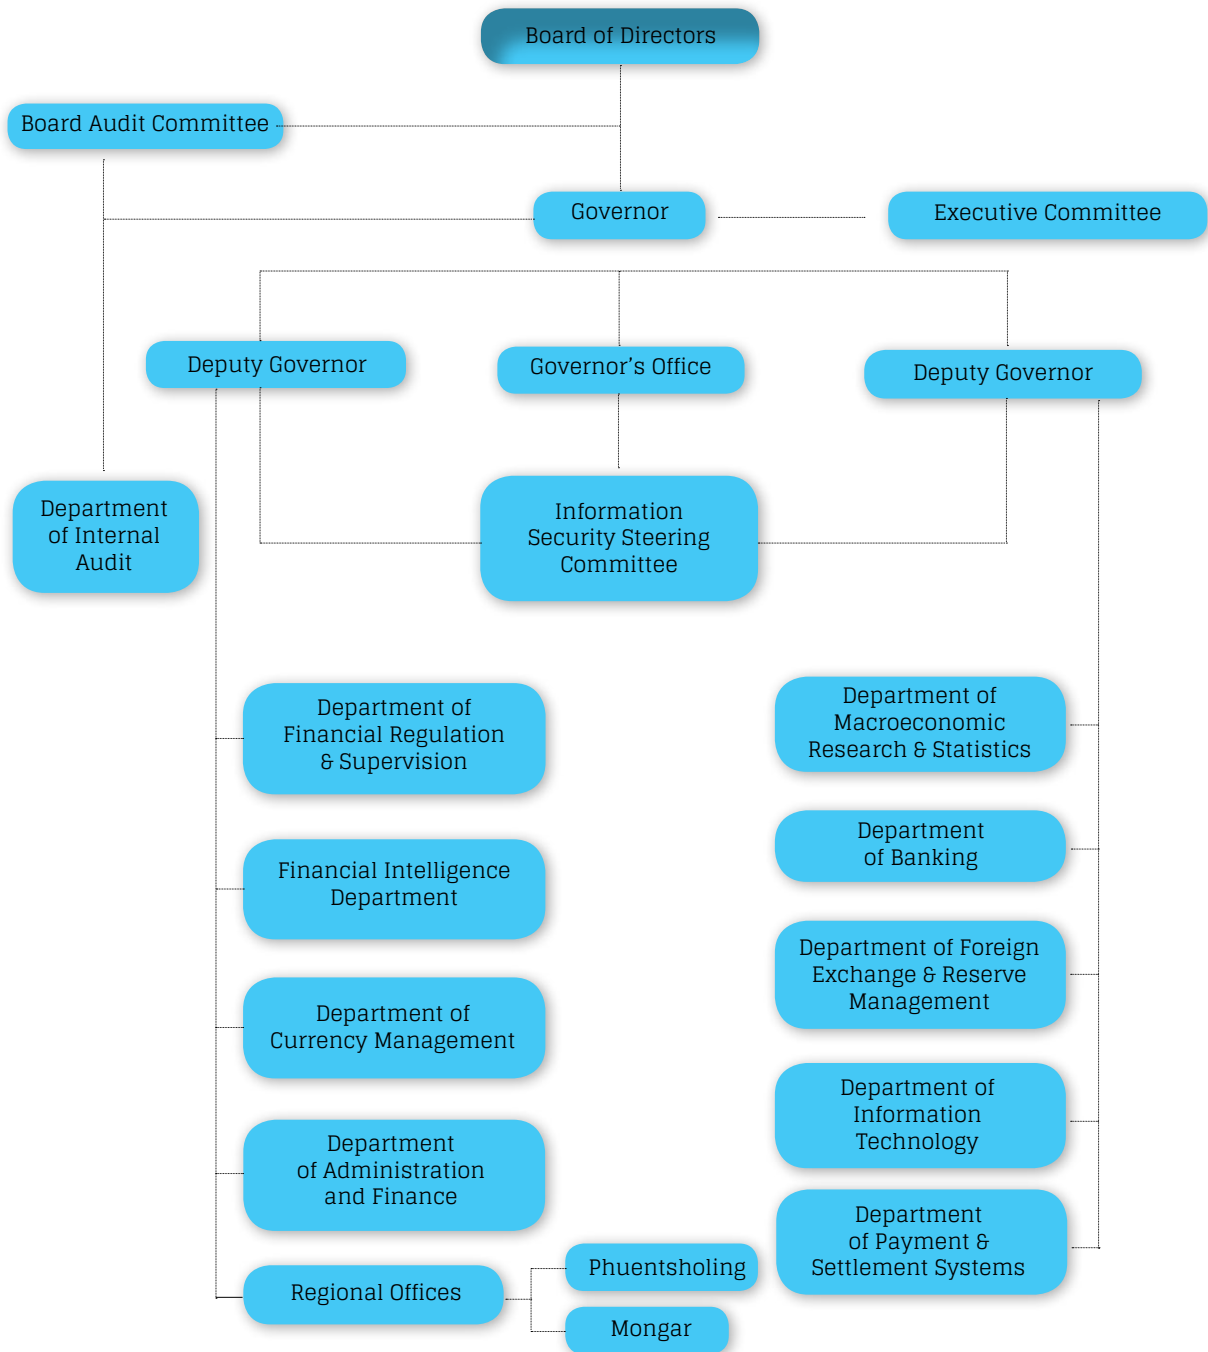 Board of Directors
Board Audit Committee
Governor
Executive Committee
Deputy Governor
Governor’s Office
Deputy Governor
Department
of Internal
Audit
Information
Security Steering
Committee
Department of
Financial Regulation
& Supervision
Financial Intelligence
Department
Department of
Currency Management
Department
of Administration
and Finance
Regional Offices
Phuentsholing
Mongar
Department of
Macroeconomic
Research & Statistics
Department
of Banking
Department of Foreign
Exchange & Reserve
Management
Department of
Information
Technology
Department
of Payment &
Settlement Systems